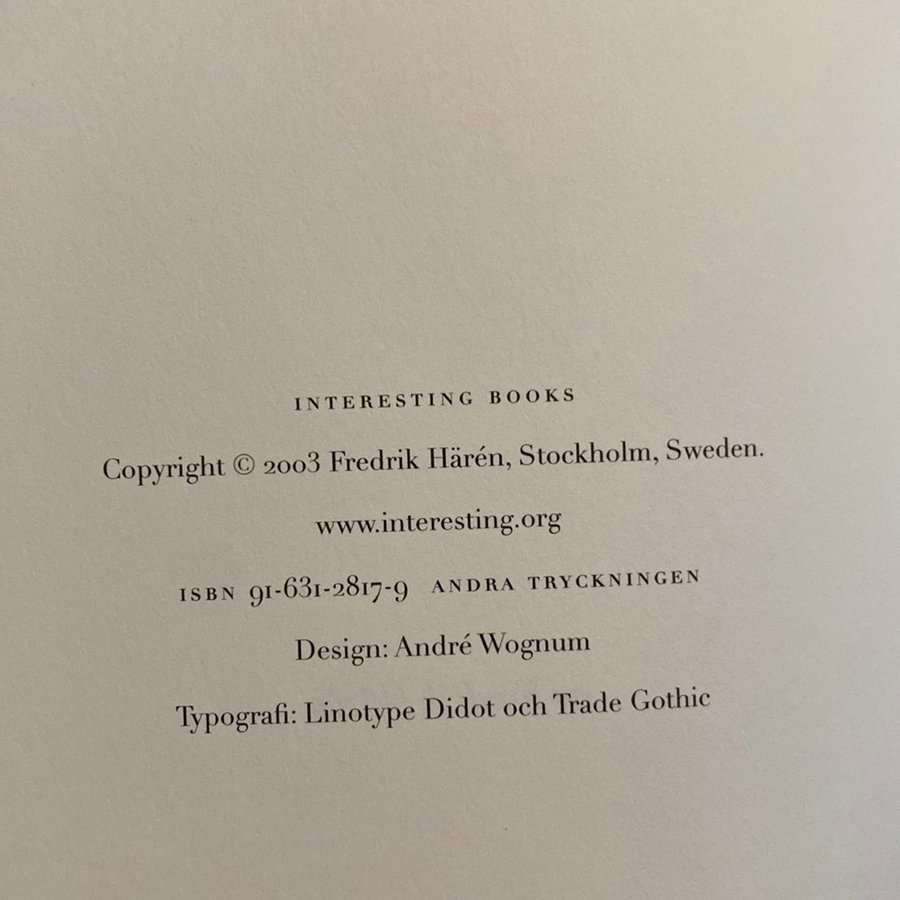 INTERESTING BOOKS
Copyright © 2003 Fredrik Härén, Stockholm, Sweden.
www.interesting.org
ISBN 91-631-2817-9 ANDRA TRYCKNINGEN
Design: André Wognum
Typografi: Linotype Didot och Trade Gothic